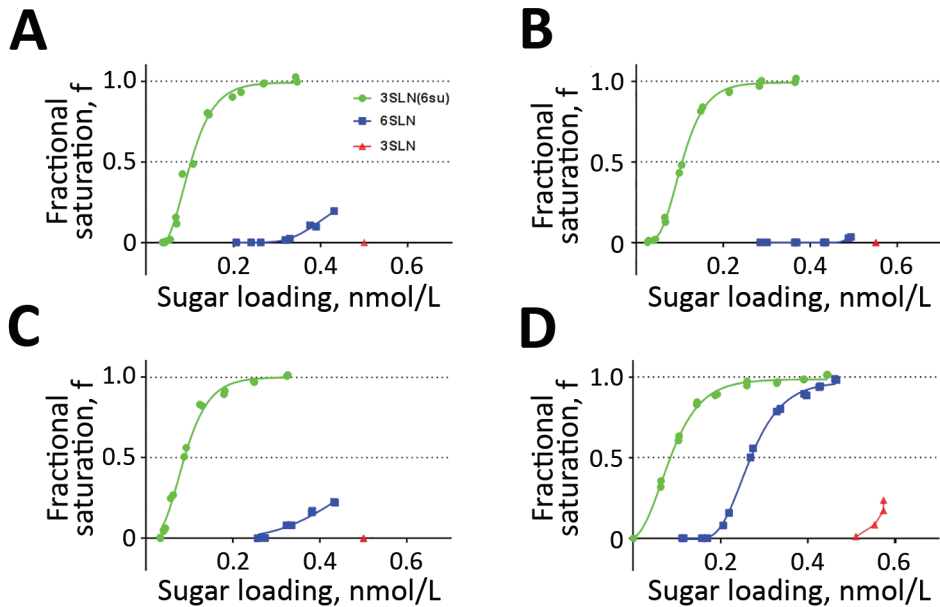 A
Fractional
saturation, f
1.0
0.5
0
3SLN(6su)
6SLN
3SLN
0.2
0.4
0.6
Sugar loading, nmol/L
B
Fractional
saturation, f
1.0
0.5
0
0.2
0.4
0.6
Sugar loading, nmol/L
C
Fractional
saturation, f
1.0
0.5
0
0.2
0.4
0.6
Sugar loading, nmol/L
D
Fractional
saturation, f
1.0
0.5
0
0.2
0.4
0.6
Sugar loading, nmol/L